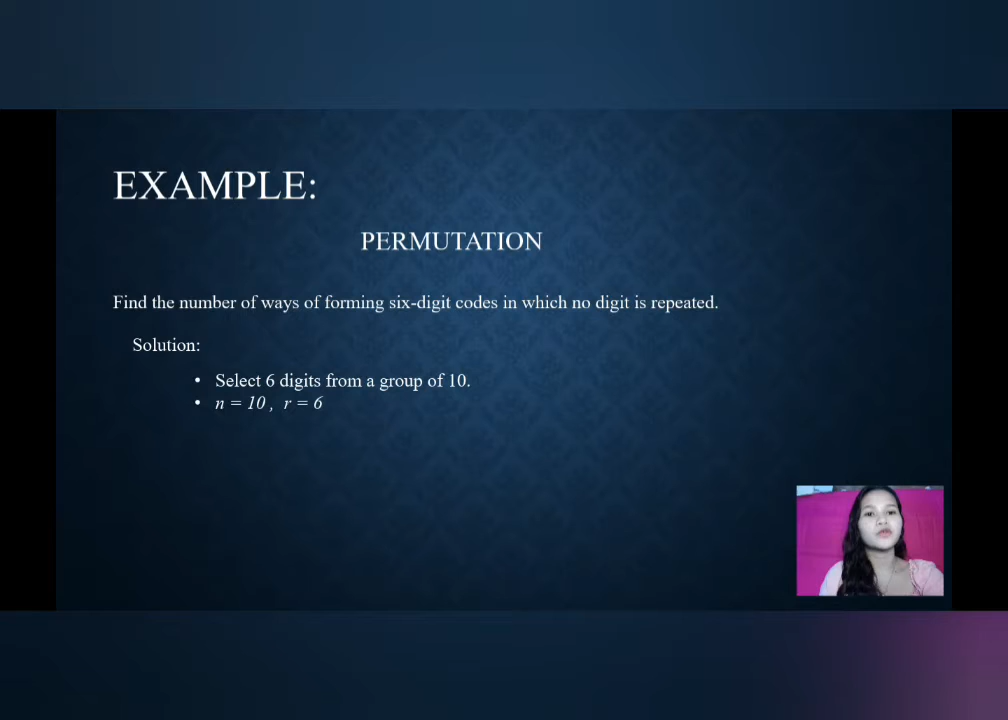 EXAMPLE:
PERMUTATION
Find the number of ways of forming six-digit codes in which no digit is repeated.
Solution:
• Select 6 digits from a group of 10.
• n = 10 , r = 6